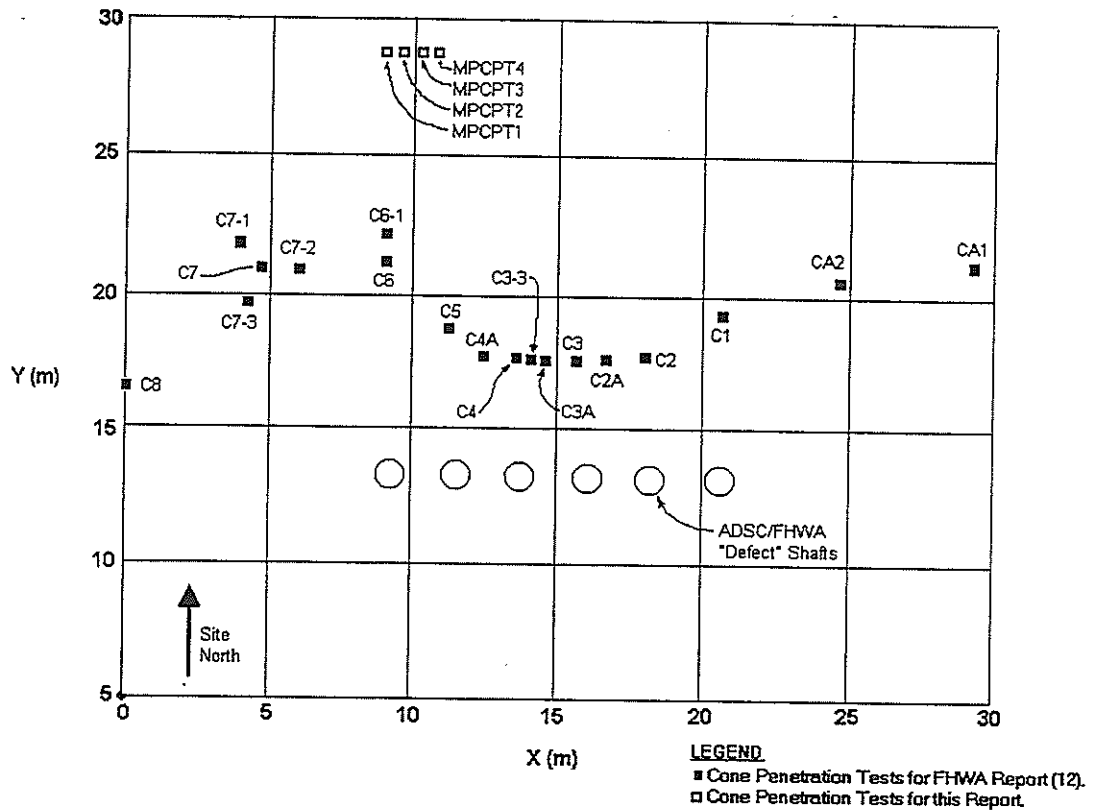 30
MPCPT4
MPCPT3
MPCPT2
MPCPT1
25
C7-1
C6-1
C7
C7-2
C3-3
CA2
CA1
C6
20
C7-3
C5
C1
C4A
C3
C2
Y (m)
C8
C2A
C4
C3A
15
ADSC/FHWA
"Defect" Shafts
10
Site
North
5
0
5
10
15
20
25
30
X (m)
LEGEND
Cone Penetration Tests for FHWA Report (12).
Cone Penetration Tests for this Report.